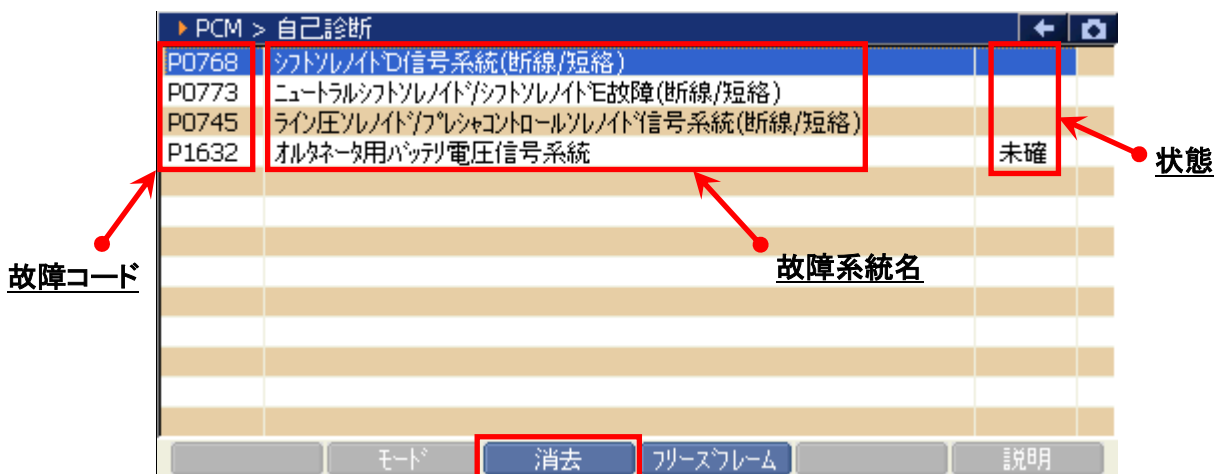 PCM > 自己診断
P0768 ｼﾌﾄｿﾚﾉｲﾄﾞD信号系統(断線/短絡)
P0773 ﾆｭｰﾄﾗﾙｼﾌﾄｿﾚﾉｲﾄﾞ/ｼﾌﾄｿﾚﾉｲﾄﾞE故障(断線/短絡)
P0745 ﾗｲﾝ圧ｿﾚﾉｲﾄﾞ/ﾌﾟﾚｼｬｺﾝﾄﾛｰﾙｿﾚﾉｲﾄﾞ信号系統(断線/短絡)
P1632 ｵﾙﾀﾈｰﾀ用ﾊﾞｯﾃﾘ電圧信号系統 未確
状態
故障コード
故障系統名
ﾓｰﾄﾞ 消去 ﾌﾘｰｽﾞﾌﾚｰﾑ 説明